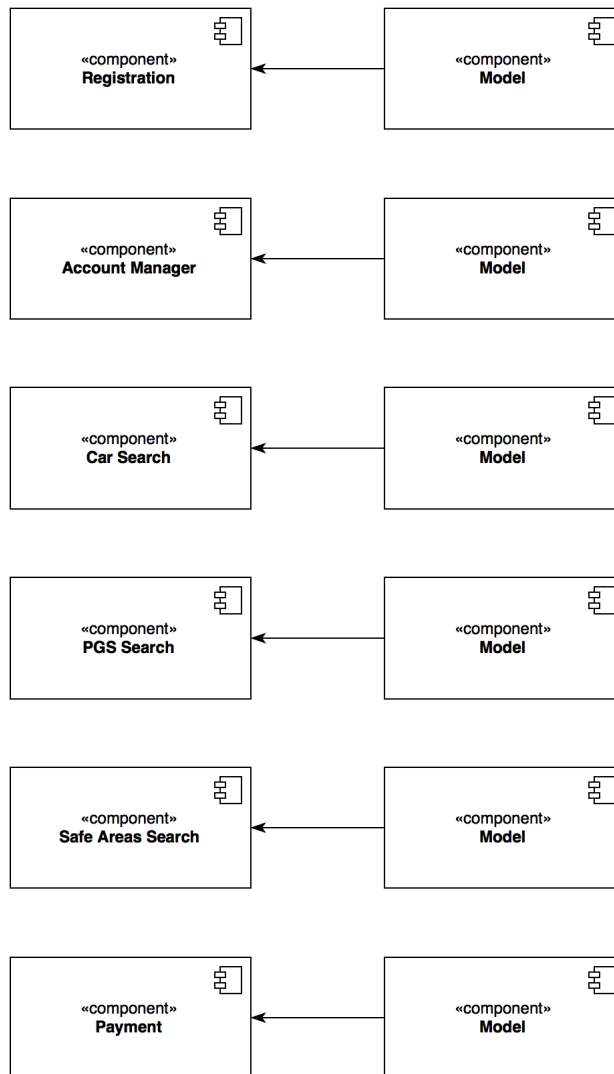 «component»
Registration
«component»
Model
«component»
Account Manager
«component»
Model
«component»
Car Search
«component»
Model
«component»
PGS Search
«component»
Model
«component»
Safe Areas Search
«component»
Model
«component»
Payment
«component»
Model